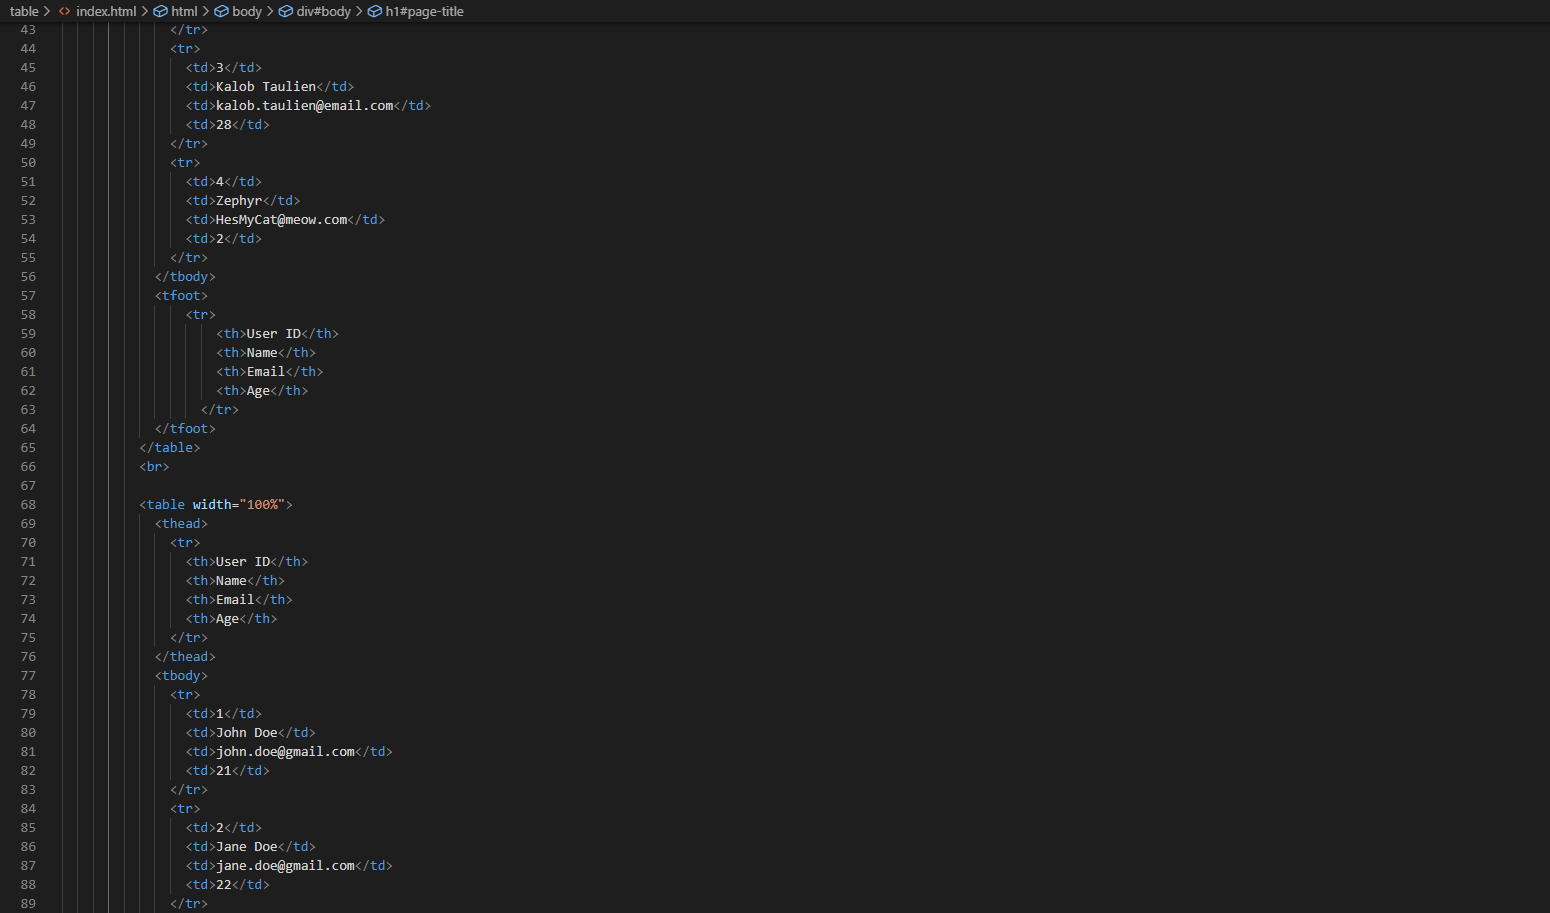 table > index.html > html > body > div#body > h1#page-title
43 </tr>
44 <tr>
45 <td>3</td>
46 <td>Kalob Taulien</td>
47 <td>kalob.taulien@email.com</td>
48 <td>28</td>
49 </tr>
50 <tr>
51 <td>4</td>
52 <td>Zephyr</td>
53 <td>HesMyCat@meow.com</td>
54 <td>2</td>
55 </tr>
56 </tbody>
57 <tfoot>
58 <tr>
59 <th>User ID</th>
60 <th>Name</th>
61 <th>Email</th>
62 <th>Age</th>
63 </tr>
64 </tfoot>
65 </table>
66 <br>
67
68 <table width="100%">
69 <thead>
70 <tr>
71 <th>User ID</th>
72 <th>Name</th>
73 <th>Email</th>
74 <th>Age</th>
75 </tr>
76 </thead>
77 <tbody>
78 <tr>
79 <td>1</td>
80 <td>John Doe</td>
81 <td>john.doe@gmail.com</td>
82 <td>21</td>
83 </tr>
84 <tr>
85 <td>2</td>
86 <td>Jane Doe</td>
87 <td>jane.doe@gmail.com</td>
88 <td>22</td>
89 </tr>